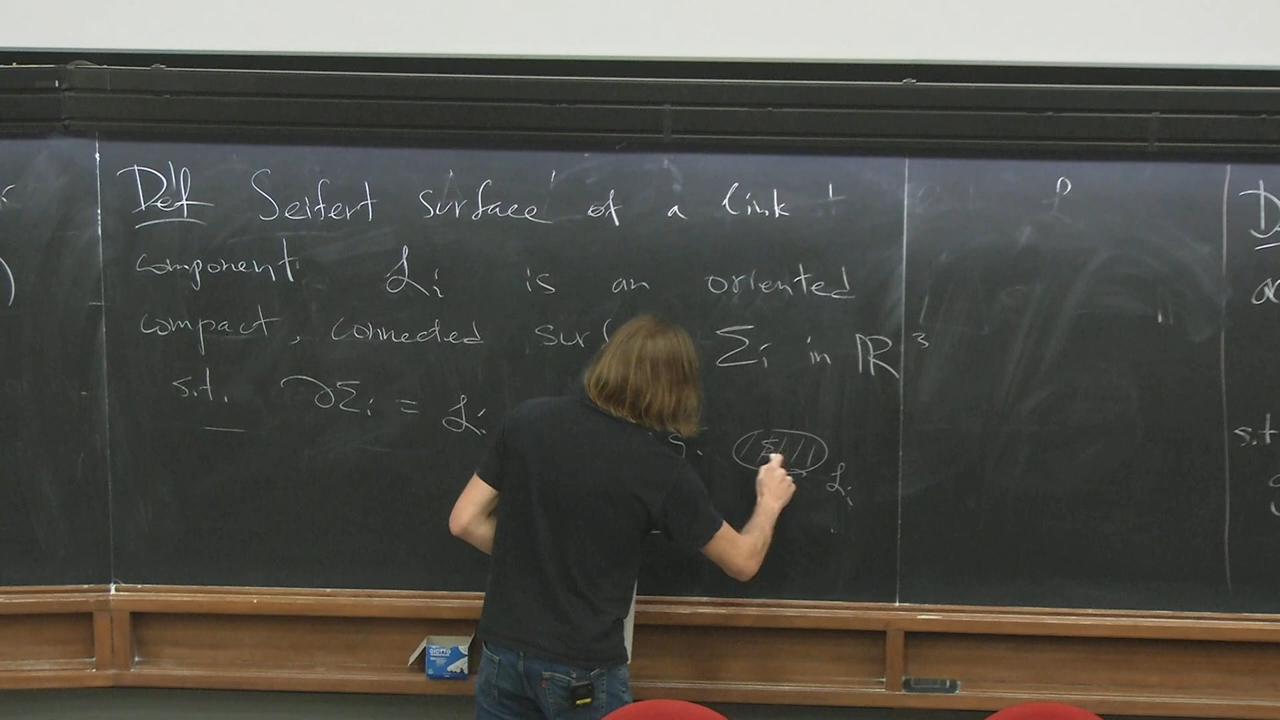 Def Seifert surface of a link
component ℒi is an oriented
compact, connected Σi in ℝ³
s.t. ∂Σi = ℒi
ℒi
s.t